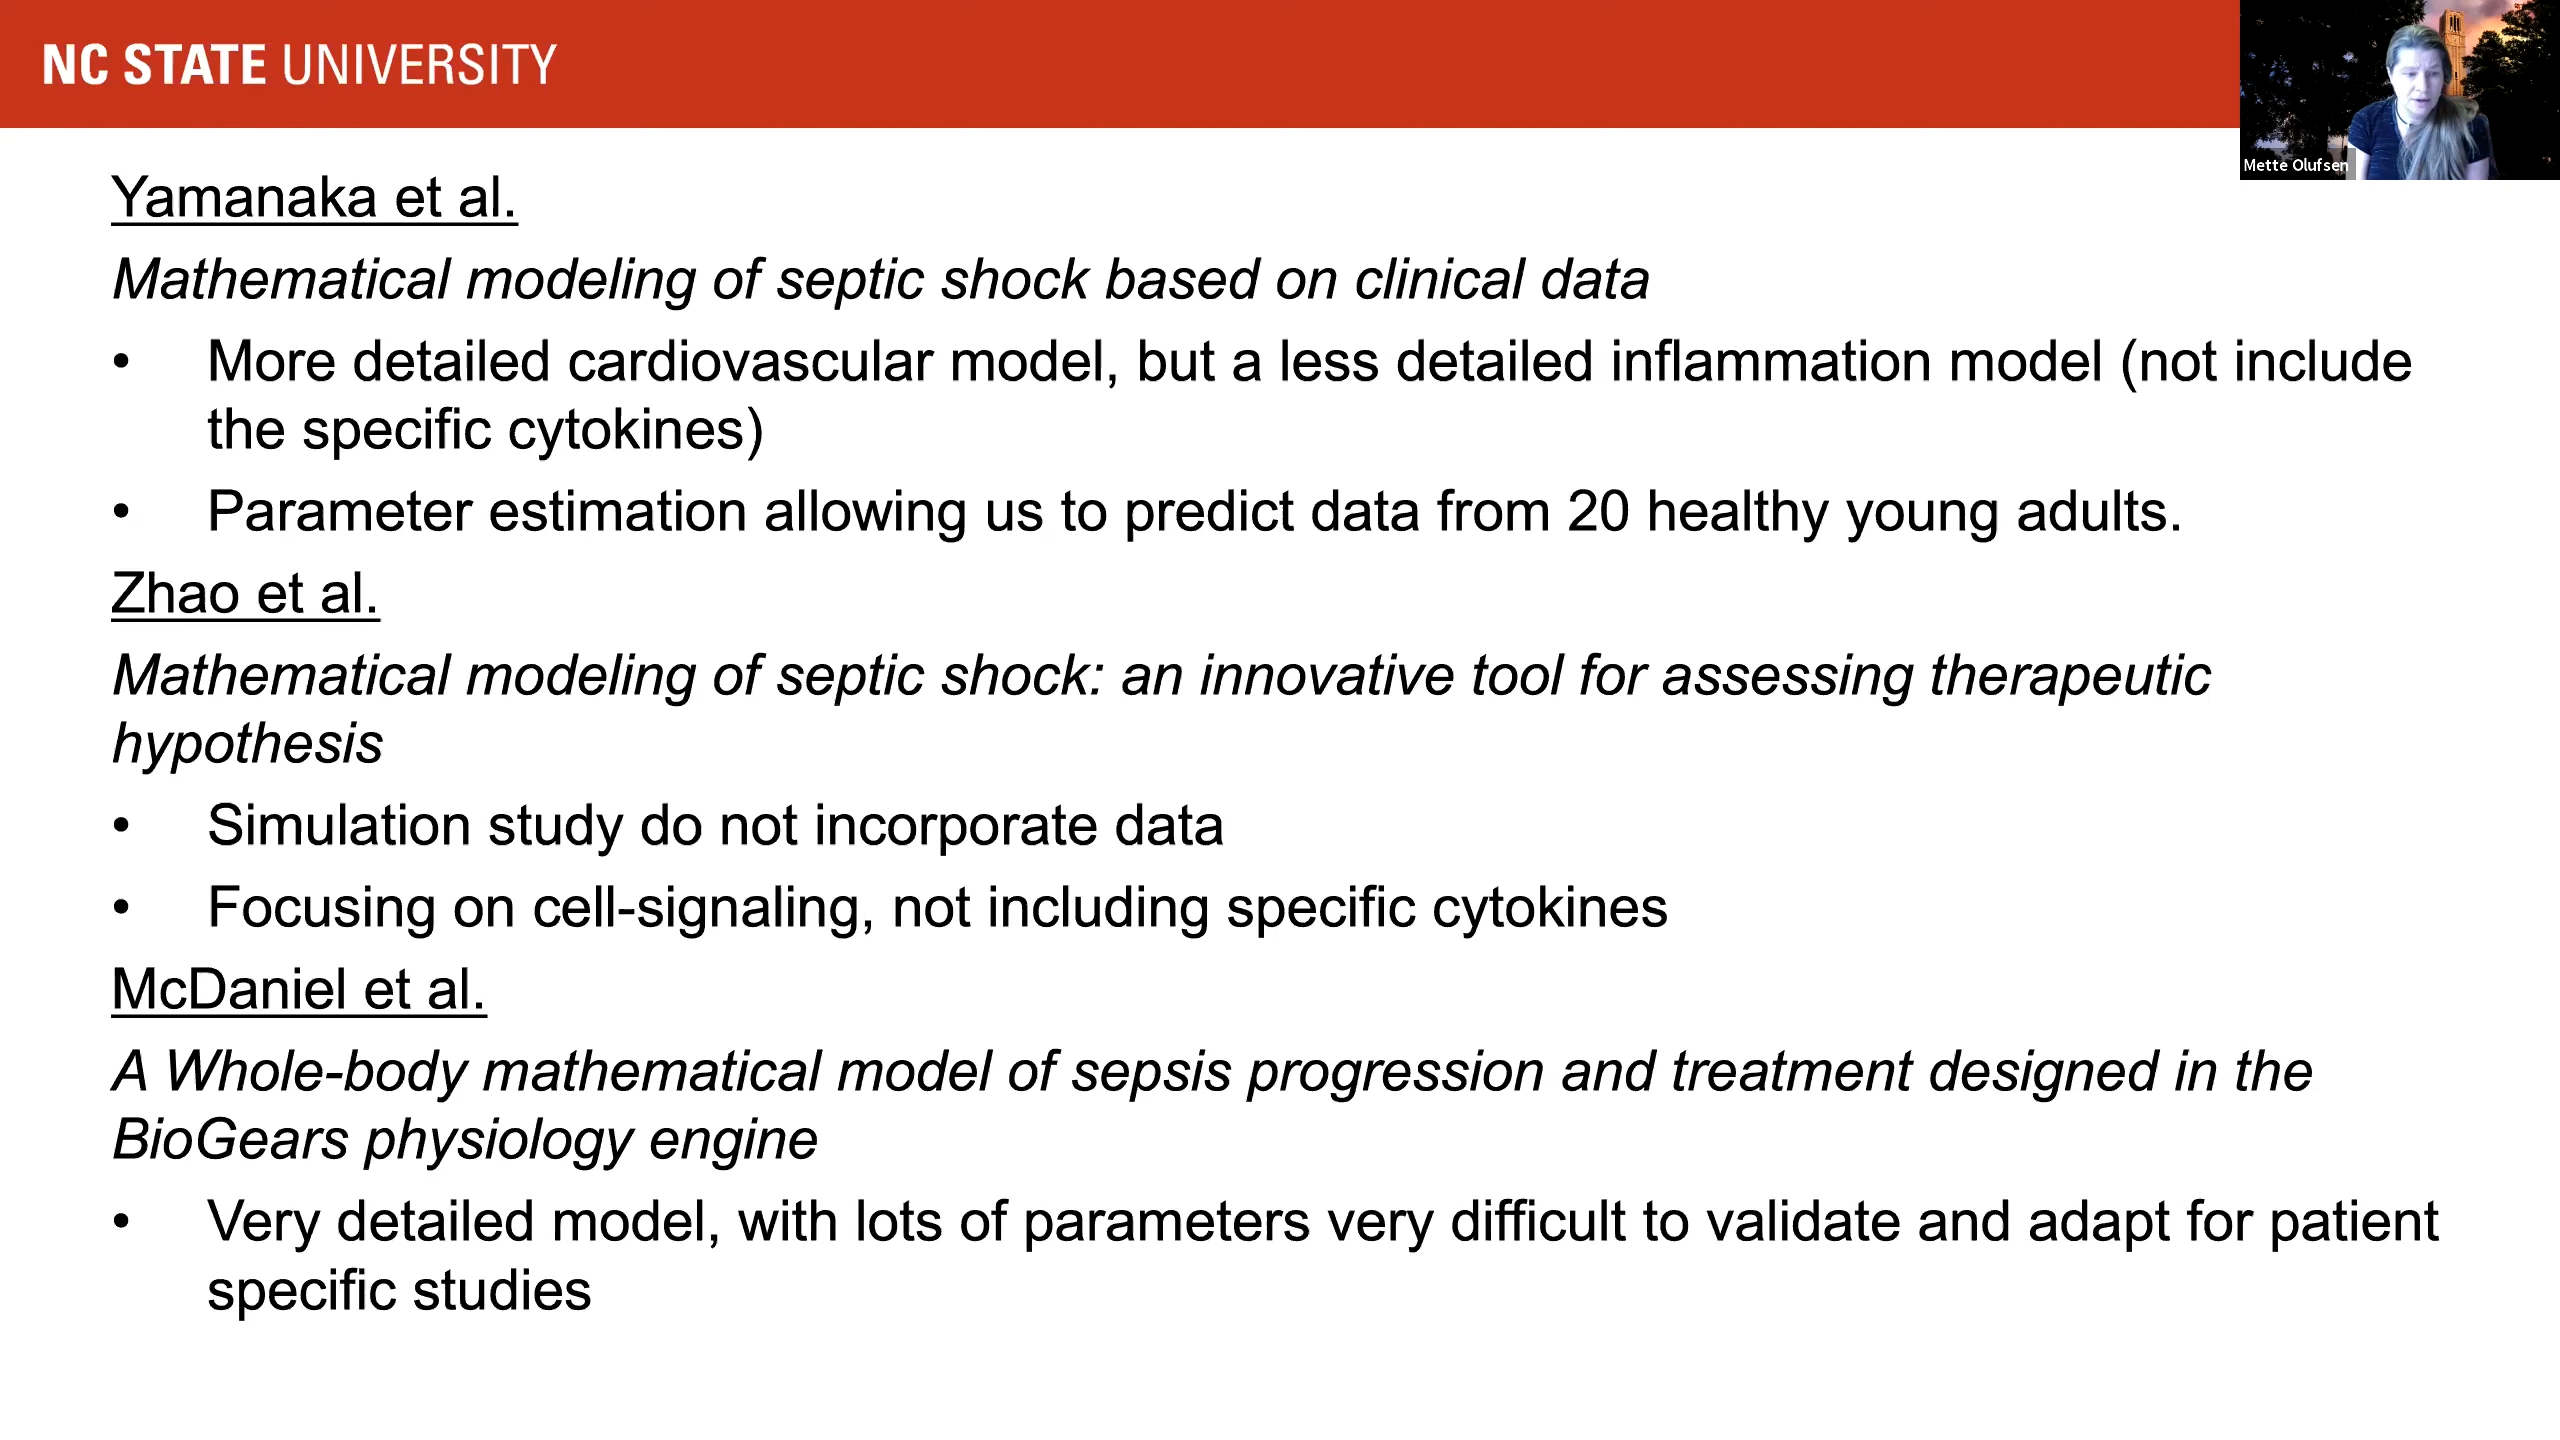 NC STATE UNIVERSITY
Mette Olufsen
Yamanaka et al.
Mathematical modeling of septic shock based on clinical data
• More detailed cardiovascular model, but a less detailed inflammation model (not include
the specific cytokines)
• Parameter estimation allowing us to predict data from 20 healthy young adults.
Zhao et al.
Mathematical modeling of septic shock: an innovative tool for assessing therapeutic
hypothesis
• Simulation study do not incorporate data
• Focusing on cell-signaling, not including specific cytokines
McDaniel et al.
A Whole-body mathematical model of sepsis progression and treatment designed in the
BioGears physiology engine
• Very detailed model, with lots of parameters very difficult to validate and adapt for patient
specific studies